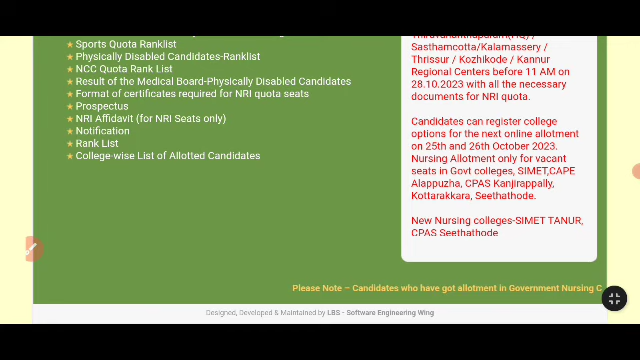 ★ Sports Quota Ranklist
★ Physically Disabled Candidates-Ranklist
★ NCC Quota Rank List
★ Result of the Medical Board-Physically Disabled Candidates
★ Format of certificates required for NRI quota seats
★ Prospectus
★ NRI Affidavit (for NRI Seats only)
★ Notification
★ Rank List
★ College-wise List of Allotted Candidates
Sasthamcotta/Kalamassery /
Thrissur / Kozhikode / Kannur
Regional Centers before 11 AM on
28.10.2023 with all the necessary
documents for NRI quota.
Candidates can register college
options for the next online allotment
on 25th and 26th October 2023.
Nursing Allotment only for vacant
seats in Govt colleges, SIMET,CAPE
Alappuzha, CPAS Kanjirappally,
Kottarakkara, Seethathode.
New Nursing colleges-SIMET TANUR,
CPAS Seethathode
Please Note – Candidates who have got allotment in Government Nursing C
Designed, Developed & Maintained by LBS - Software Engineering Wing